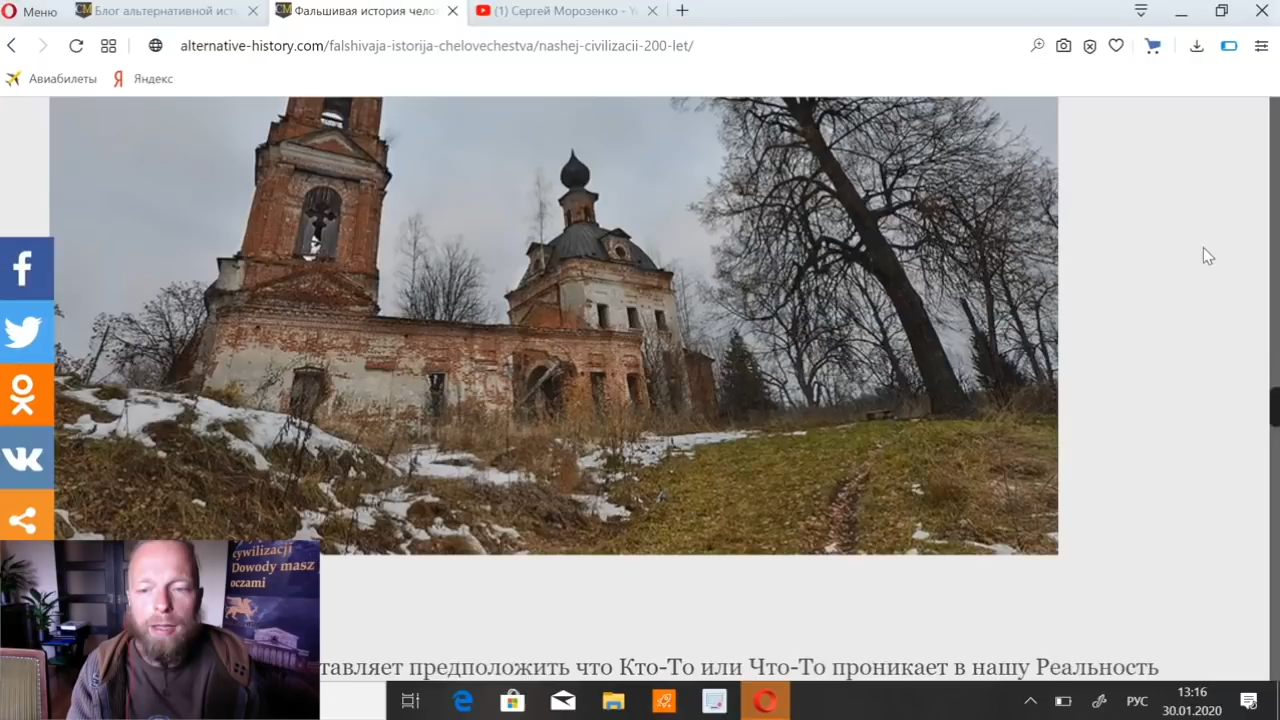 Меню
Блог альтернативной ист
Фальшивая история чело
(1) Сергей Морозенко - Y
alternative-history.com/falshivaja-istorija-chelovechestva/nashej-civilizacii-200-let/
Авиабилеты
Яндекс
cywilizacji
Dowody masz
oczami
тавляет предположить что Кто-То или Что-То проникает в нашу Реальность
РУС
13:16
30.01.2020